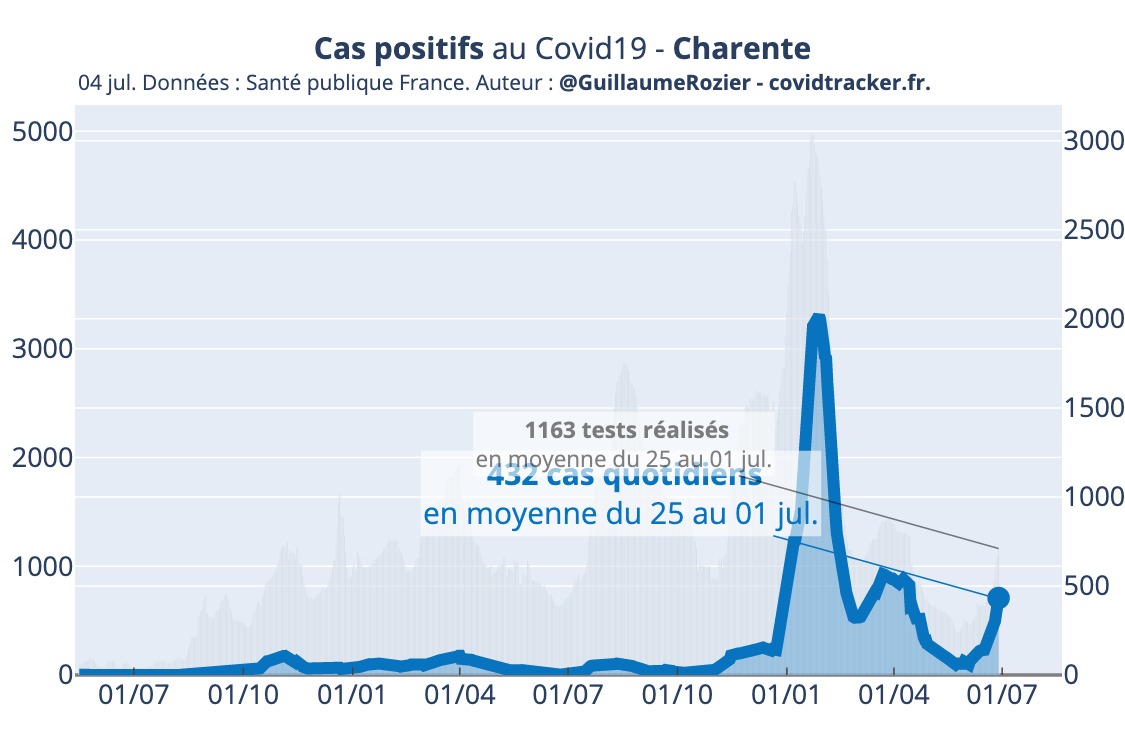 Cas positifs au Covid19 - Charente
04 jul. Données : Santé publique France. Auteur : @GuillaumeRozier - covidtracker.fr.
5000
4000
3000
2000
1000
0
3000
2500
2000
1500
1000
500
0
1163 tests réalisés
en moyenne du 25 au 01 jul.
432 cas quotidiens
en moyenne du 25 au 01 jul.
01/07 01/10 01/01 01/04 01/07 01/10 01/01 01/04 01/07